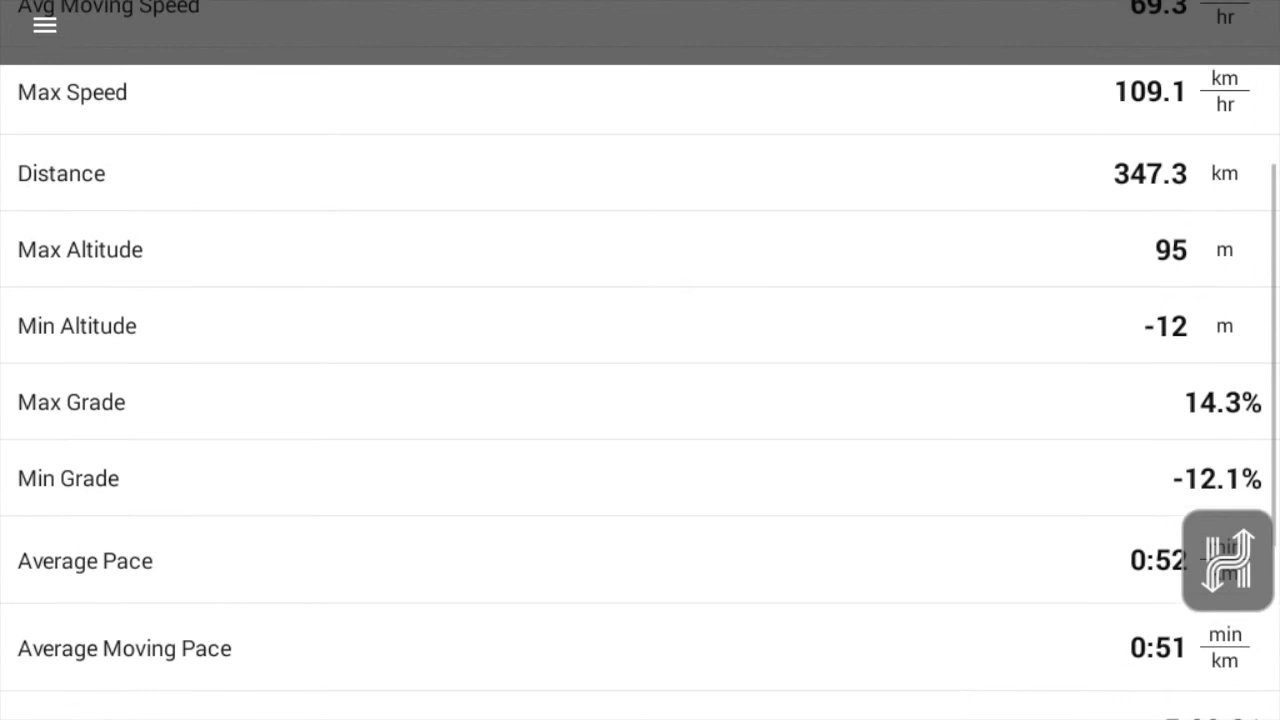 Avg Moving Speed 69.3 hr
Max Speed 109.1 km/hr
Distance 347.3 km
Max Altitude 95 m
Min Altitude -12 m
Max Grade 14.3%
Min Grade -12.1%
Average Pace 0:52
Average Moving Pace 0:51 min/km